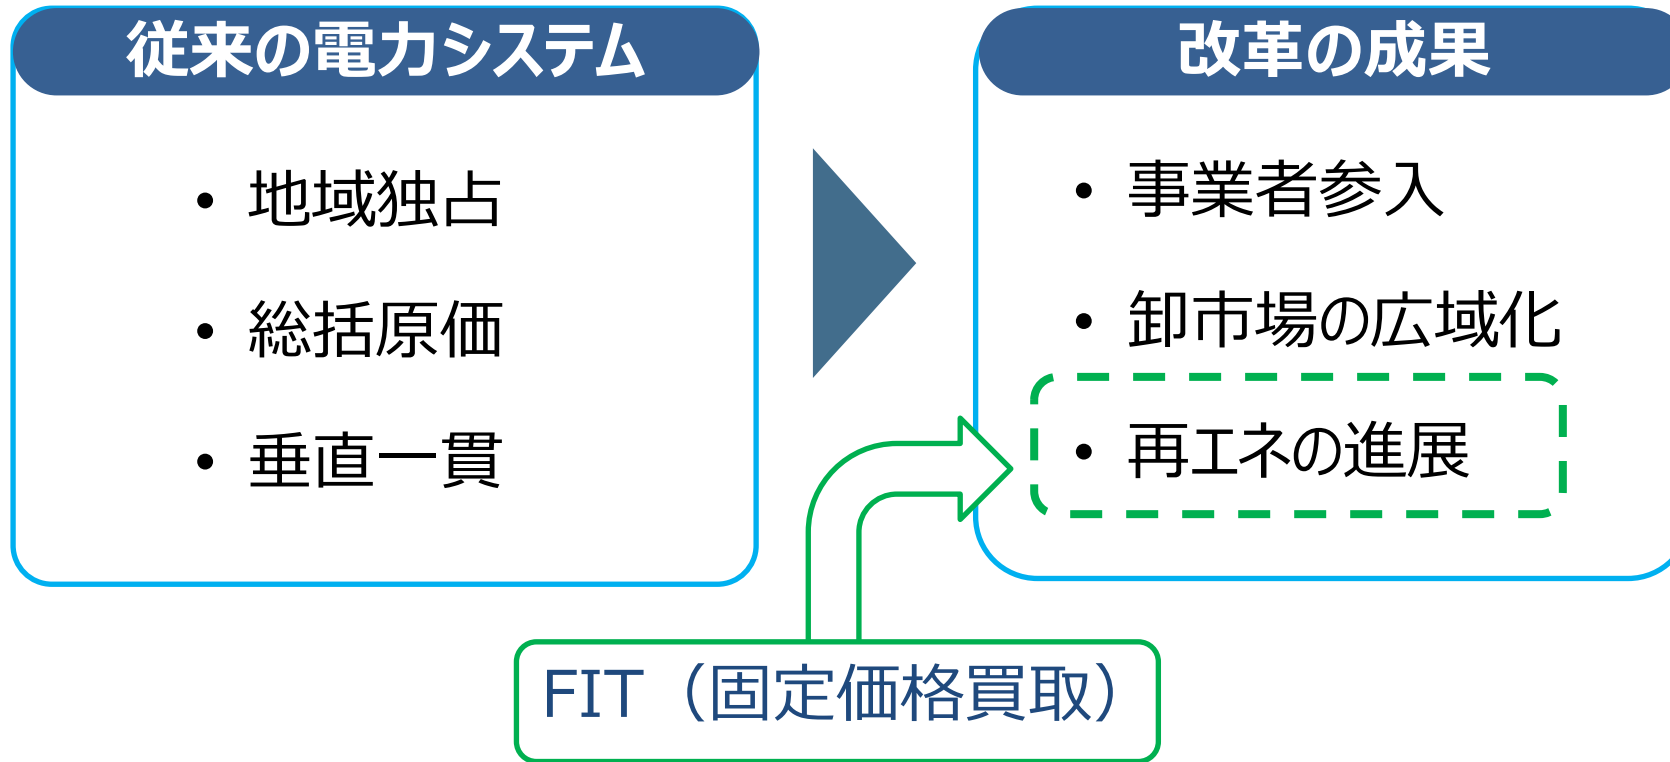 従来の電力システム
• 地域独占
• 総括原価
• 垂直一貫
改革の成果
• 事業者参入
• 卸市場の広域化
• 再エネの進展
FIT（固定価格買取）